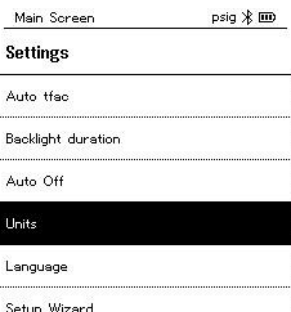 Main Screen psig
Settings
Auto tfac
Backlight duration
Auto Off
Units
Language
Setup Wizard